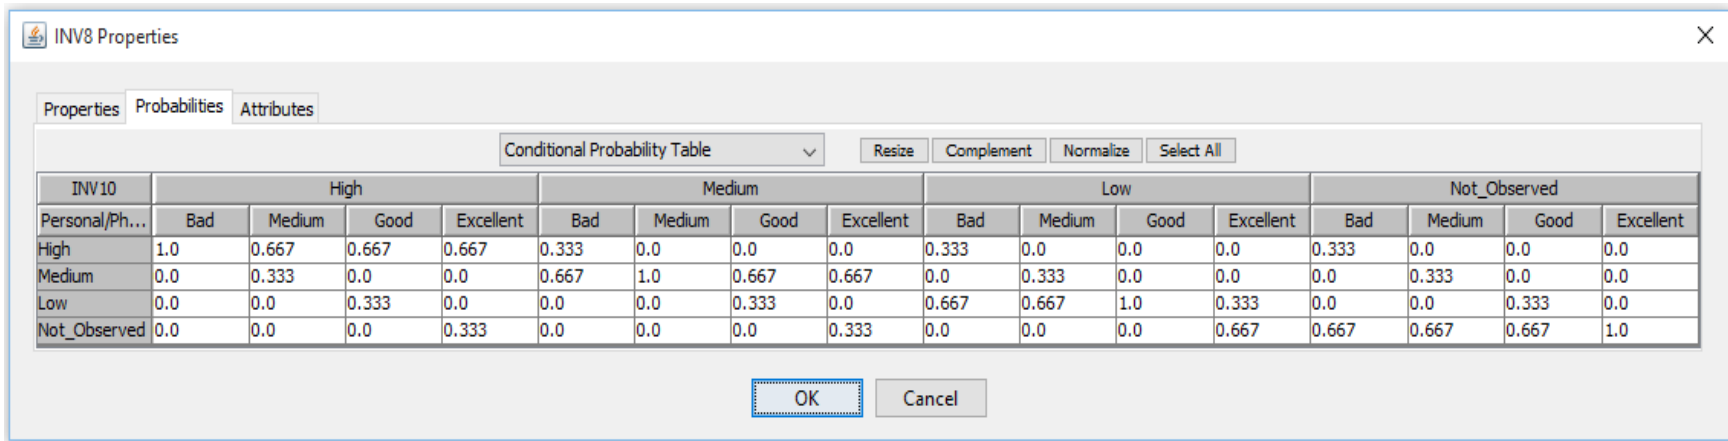 INV8 Properties
Properties Probabilities Attributes
Conditional Probability Table Resize Complement Normalize Select All
INV10 High Medium Low Not_Observed
Personal/Ph... Bad Medium Good Excellent Bad Medium Good Excellent Bad Medium Good Excellent Bad Medium Good Excellent
High 1.0 0.667 0.667 0.667 0.333 0.0 0.0 0.0 0.333 0.0 0.0 0.0 0.333 0.0 0.0 0.0
Medium 0.0 0.333 0.0 0.0 0.667 1.0 0.667 0.667 0.0 0.333 0.0 0.0 0.0 0.333 0.0 0.0
Low 0.0 0.0 0.333 0.0 0.0 0.0 0.333 0.0 0.667 0.667 1.0 0.333 0.0 0.0 0.333 0.0
Not_Observed 0.0 0.0 0.0 0.333 0.0 0.0 0.0 0.333 0.0 0.0 0.0 0.667 0.667 0.667 0.667 1.0
OK Cancel